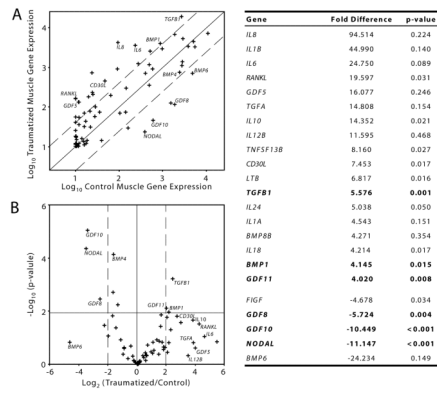 A
Log10 Traumatized Muscle Gene Expression
4
3
2
1
TGFB1
IL8
BMP1
IL6
CD30L
BMP4
BMP6
RANKL
GDF5
GDF8
GDF10
NODAL
1
2
3
4
Log10 Control Muscle Gene Expression
B
-Log10 (p-valule)
6
4
2
0
GDF10
NODAL
BMP4
TGFB1
GDF8
GDF11
BMP1
CD30L
IL10
RANKL
IL6
TGFA
BMP6
GDF5
IL12B
-6
-4
-2
0
2
4
6
Log2 (Traumatized/Control)
Gene Fold Difference p-value
IL8 94.514 0.224
IL1B 44.990 0.140
IL6 24.750 0.089
RANKL 19.597 0.031
GDF5 16.077 0.246
TGFA 14.808 0.154
IL10 14.352 0.021
IL12B 11.595 0.468
TNFSF13B 8.160 0.027
CD30L 7.453 0.017
LTB 6.817 0.016
TGFB1 5.576 0.001
IL24 5.038 0.050
IL1A 4.543 0.151
BMP8B 4.271 0.354
IL18 4.214 0.017
BMP1 4.145 0.015
GDF11 4.020 0.008
FIGF -4.678 0.034
GDF8 -5.724 0.004
GDF10 -10.449 <0.001
NODAL -11.147 <0.001
BMP6 -24.234 0.149